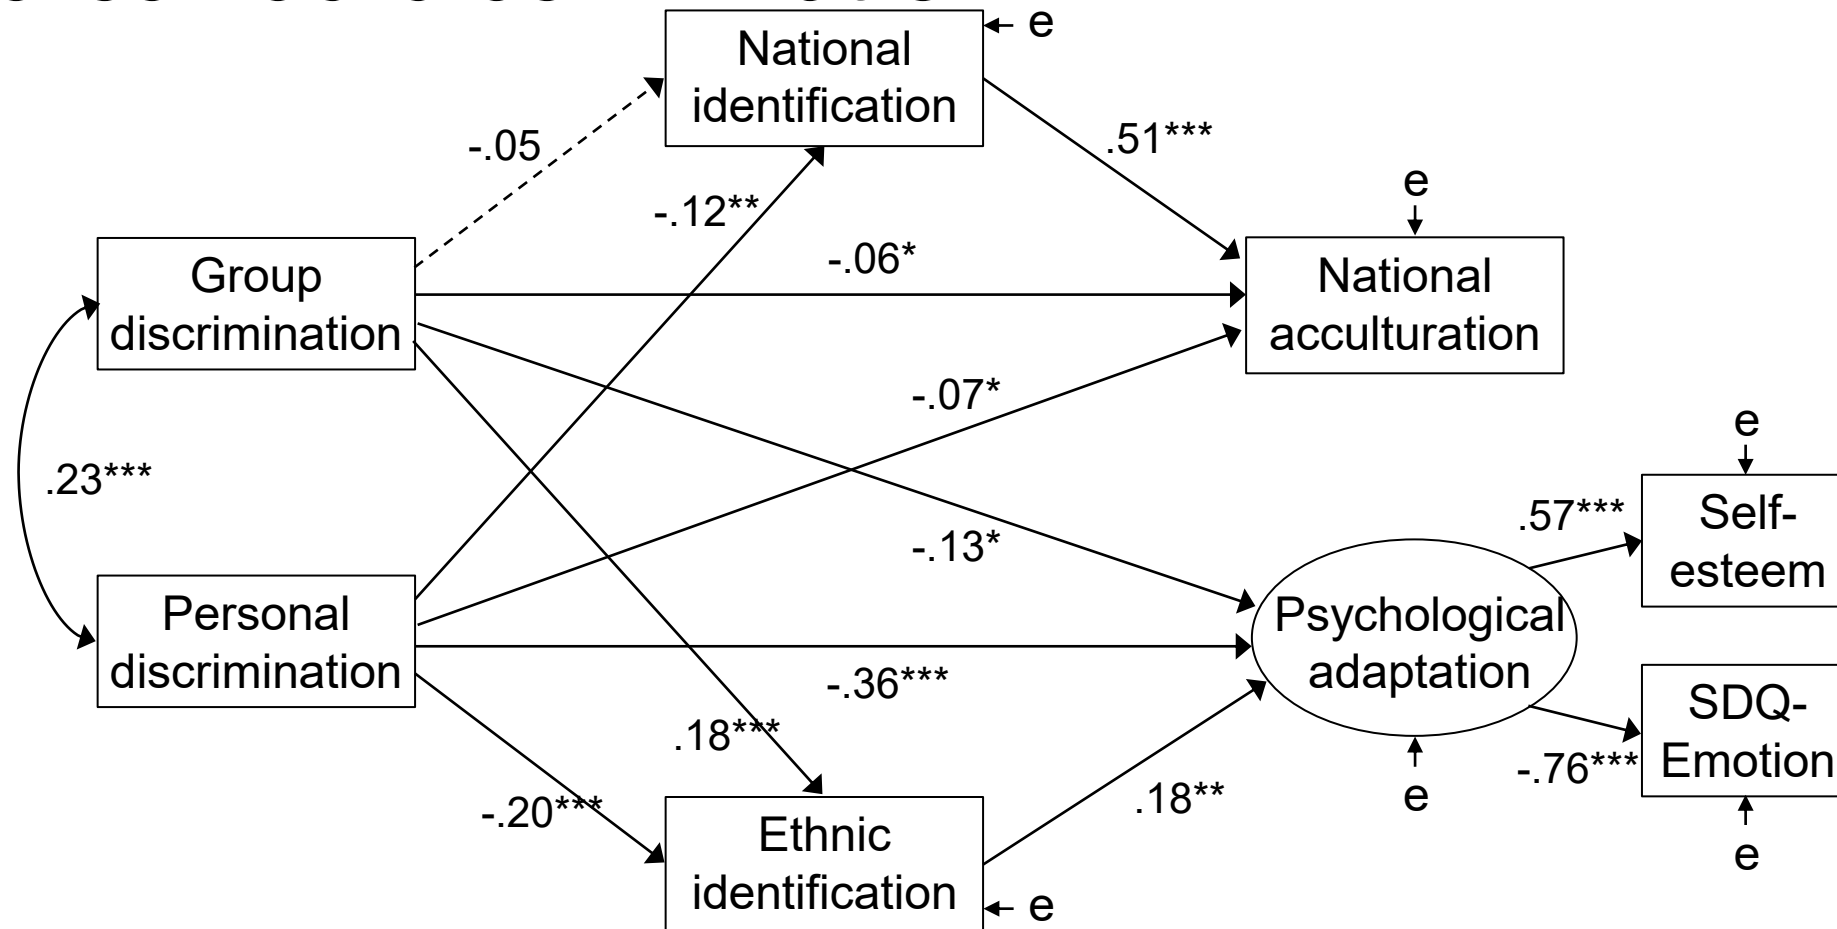 National
identification
e
-.05
.51***
e
-.12**
Group
discrimination
-.06*
National
acculturation
-.07*
e
.23***
.57***
Self-
esteem
-.13*
Personal
discrimination
Psychological
adaptation
-.36***
SDQ-
Emotion
.18***
-.76***
-.20***
.18**
e
e
Ethnic
identification
e